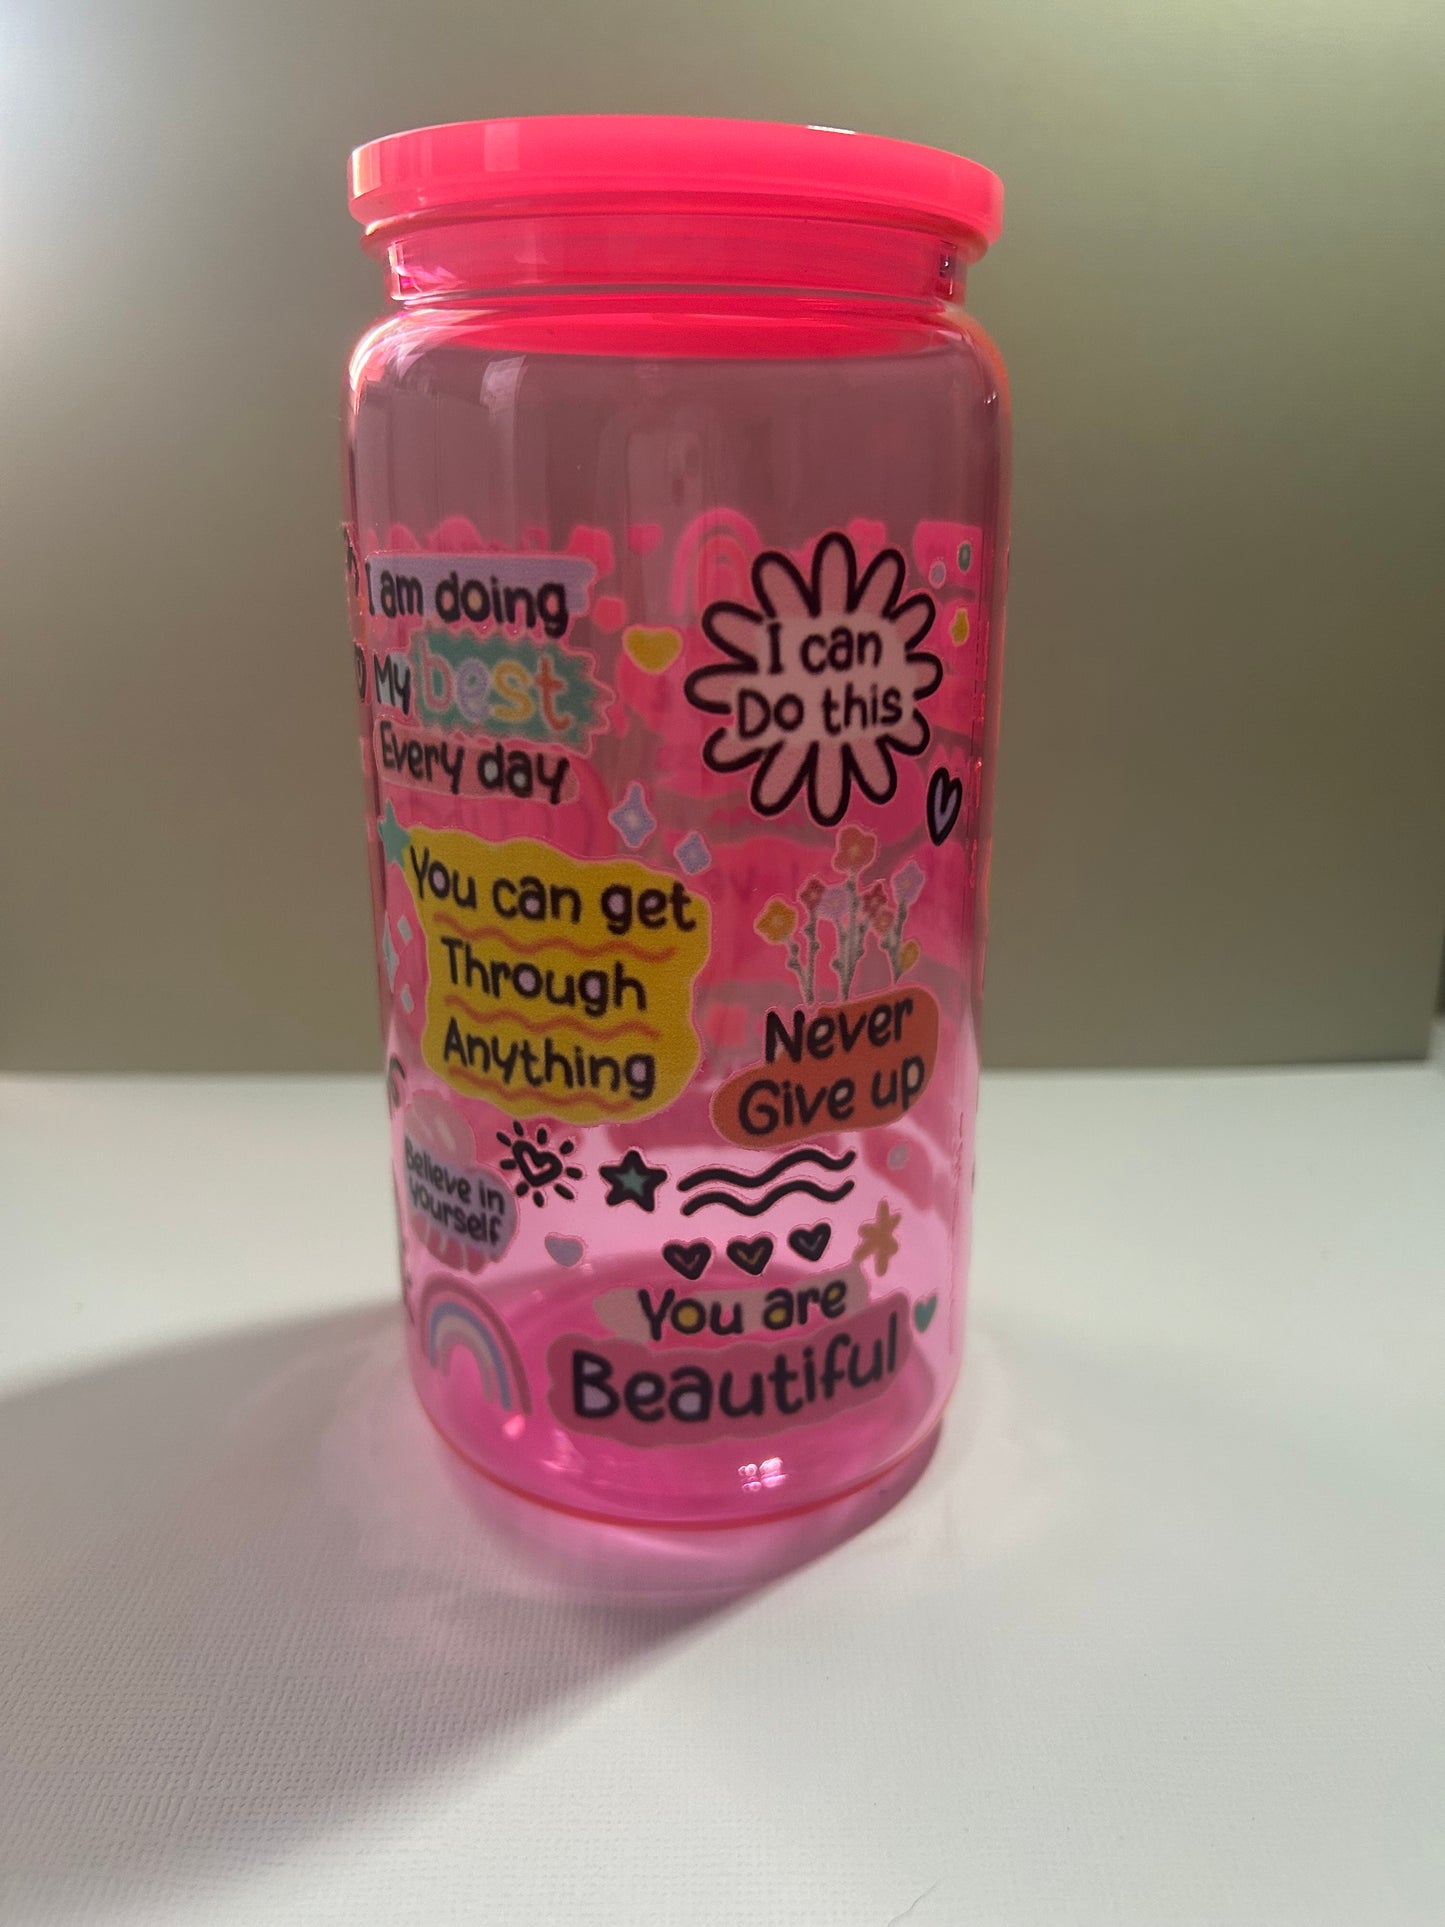 I am doing
My best
Every day
I can
Do this
You can get
Through
Anything
Never
Give up
Believe in
yourself
You are
Beautiful